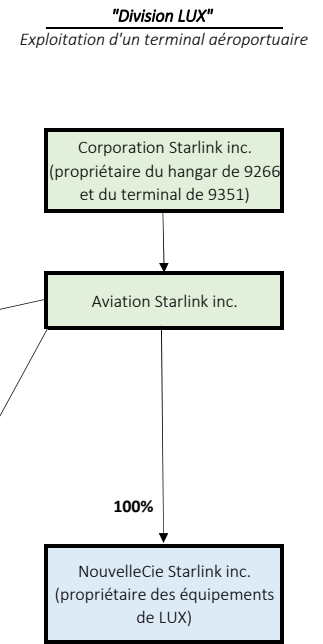 "Division LUX"
Exploitation d'un terminal aéroportuaire
Corporation Starlink inc.
(propriétaire du hangar de 9266
et du terminal de 9351)
Aviation Starlink inc.
100%
NouvelleCie Starlink inc.
(propriétaire des équipements
de LUX)